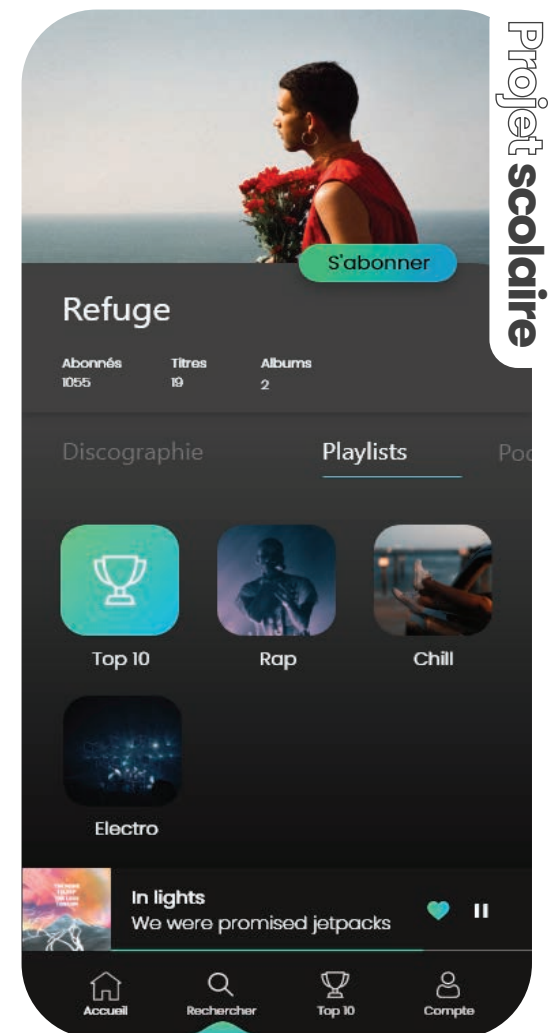 Projet scolaire
S'abonner
Refuge
Abonnés Titres Albums
1055 19 2
Discographie Playlists Poc
Top 10 Rap Chill
Electro
In lights
We were promised jetpacks
Accueil Rechercher Top 10 Compte